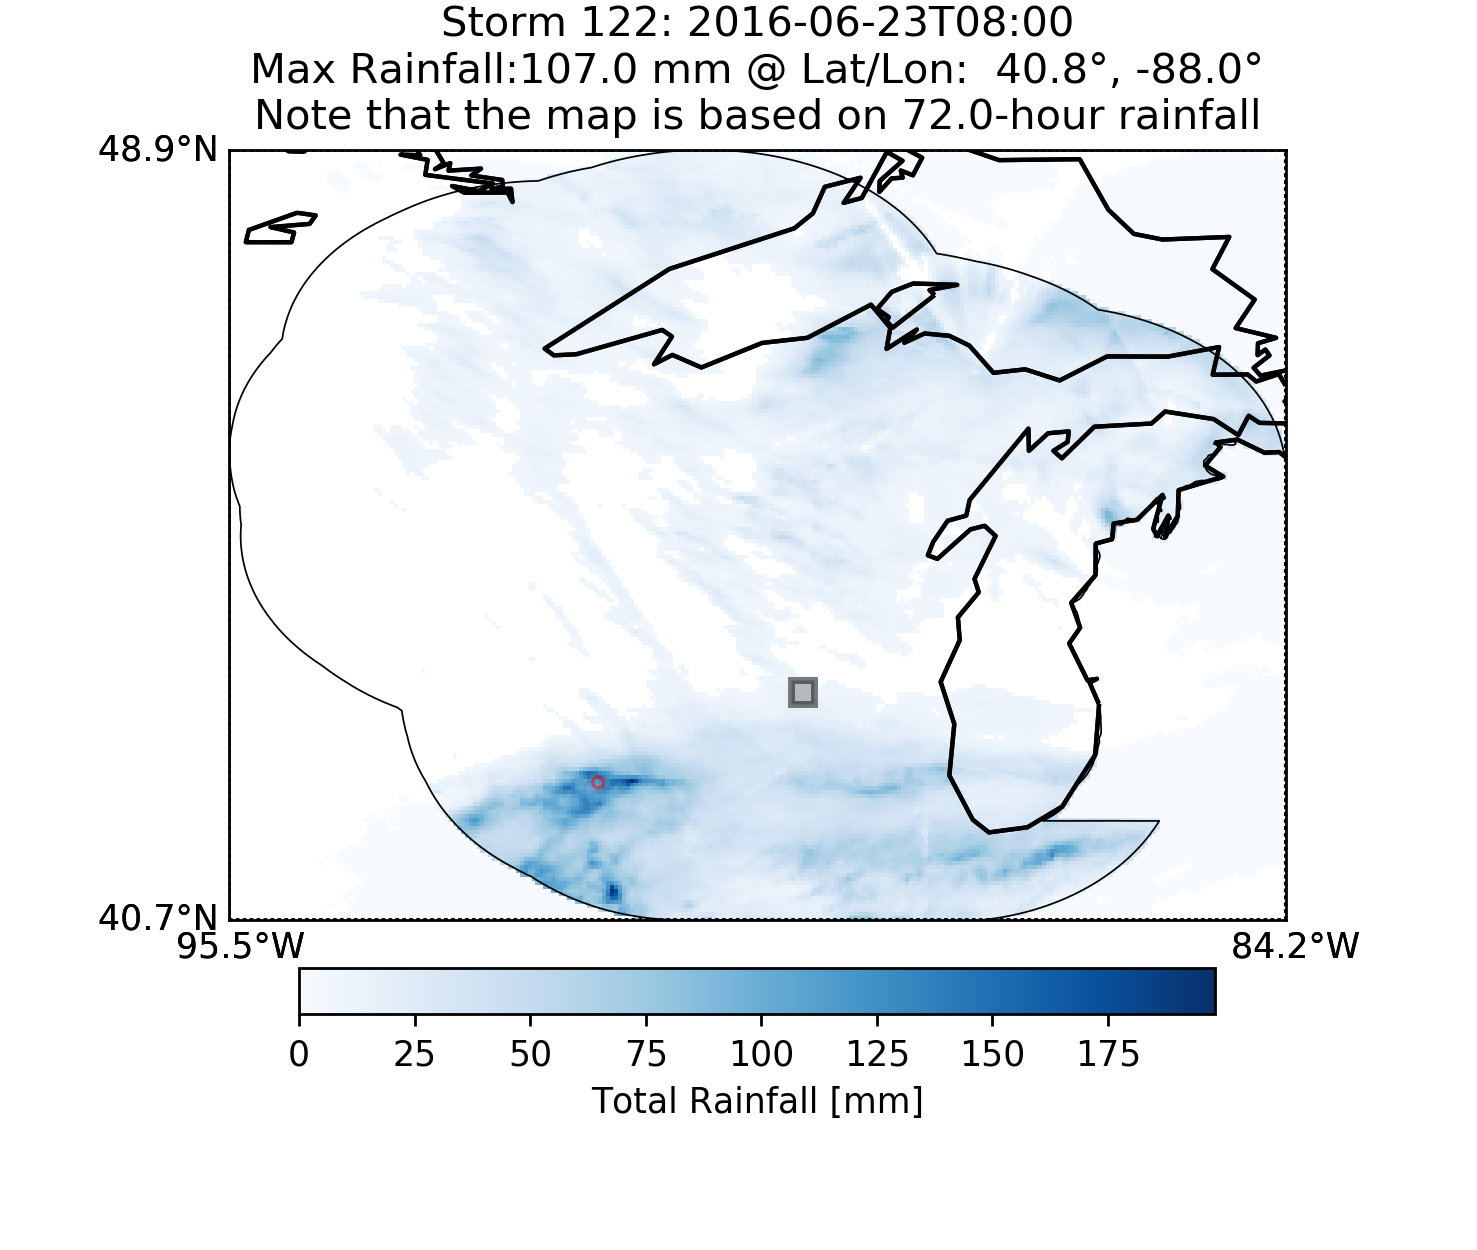 Storm 122: 2016-06-23T08:00
Max Rainfall:107.0 mm @ Lat/Lon:  40.8°, -88.0°
Note that the map is based on 72.0-hour rainfall
48.9°N
40.7°N
95.5°W 84.2°W
0 25 50 75 100 125 150 175
Total Rainfall [mm]